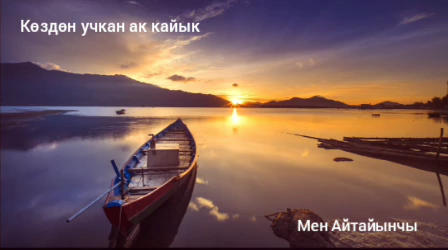 Көздөн учкан ак кайык
Мен Айтайынчы